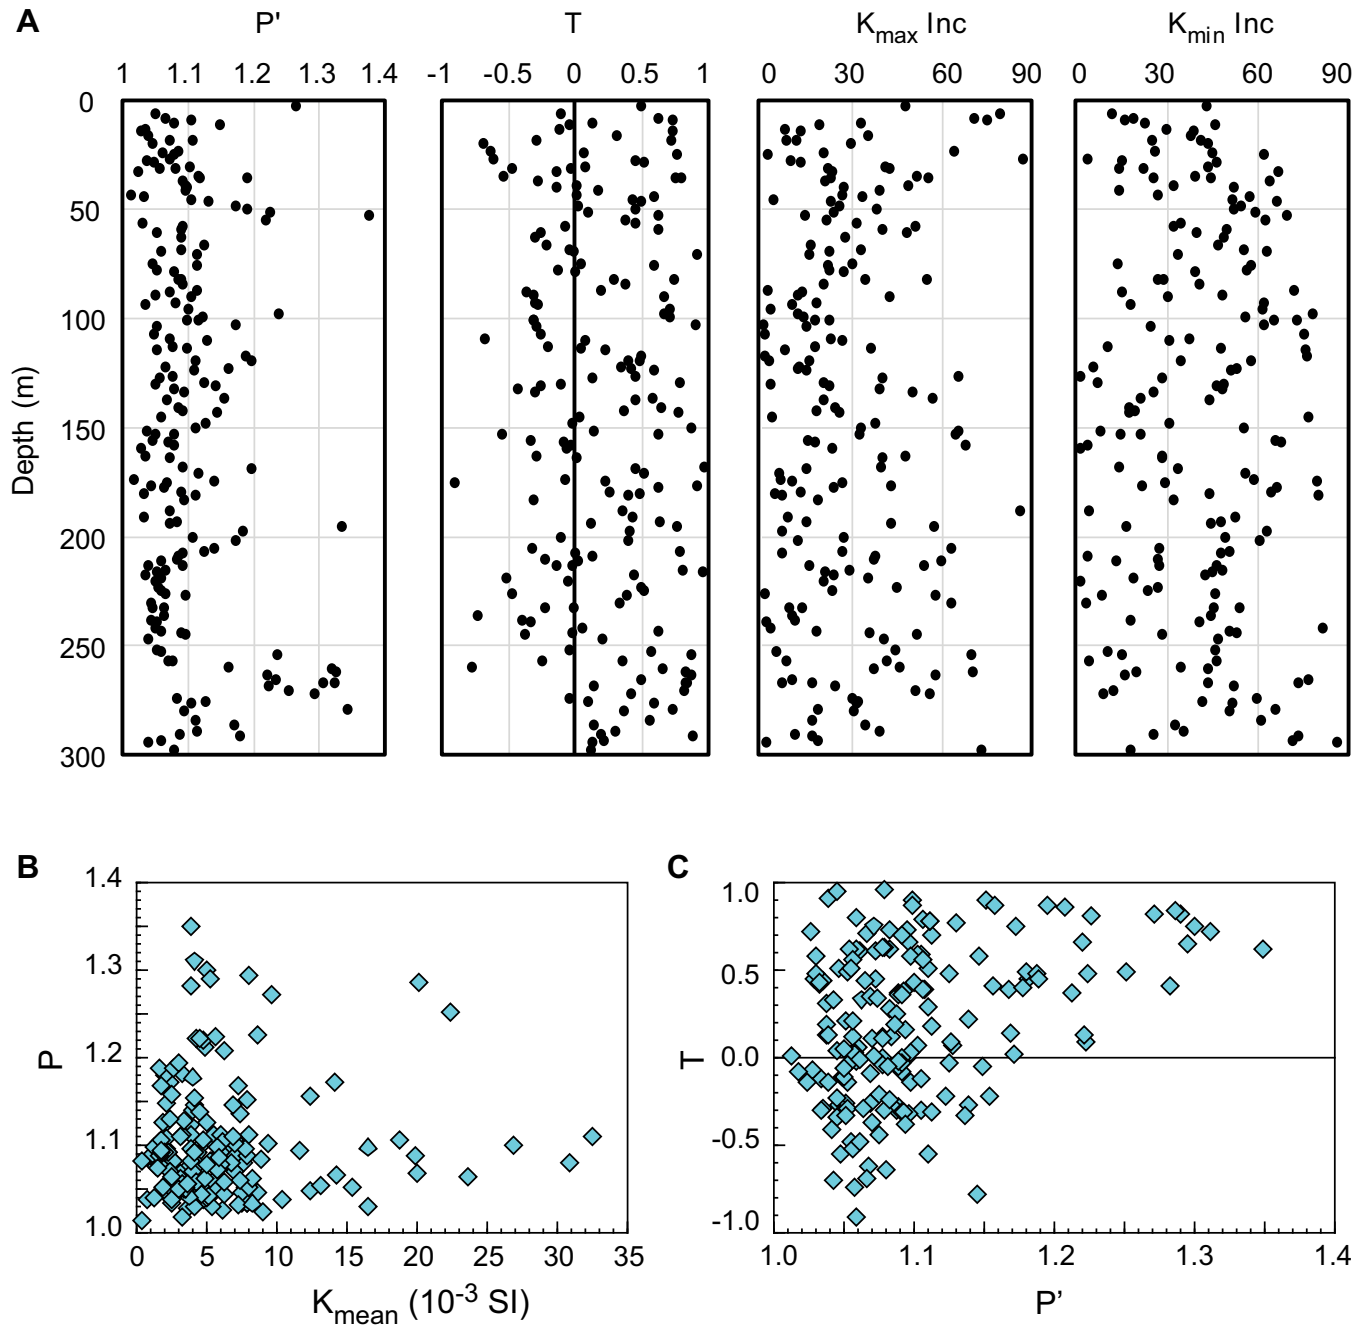 A P' T Kmax Inc Kmin Inc
1 1.1 1.2 1.3 1.4 -1 -0.5 0 0.5 1 0 30 60 90 0 30 60 90
0
50
100
150
200
250
300
Depth (m)
B C
1.4
1.3
1.2
1.1
1.0
P
0 5 10 15 20 25 30 35
Kmean (10-3 SI)
1.0
0.5
0.0
-0.5
-1.0
T
1.0 1.1 1.2 1.3 1.4
P’